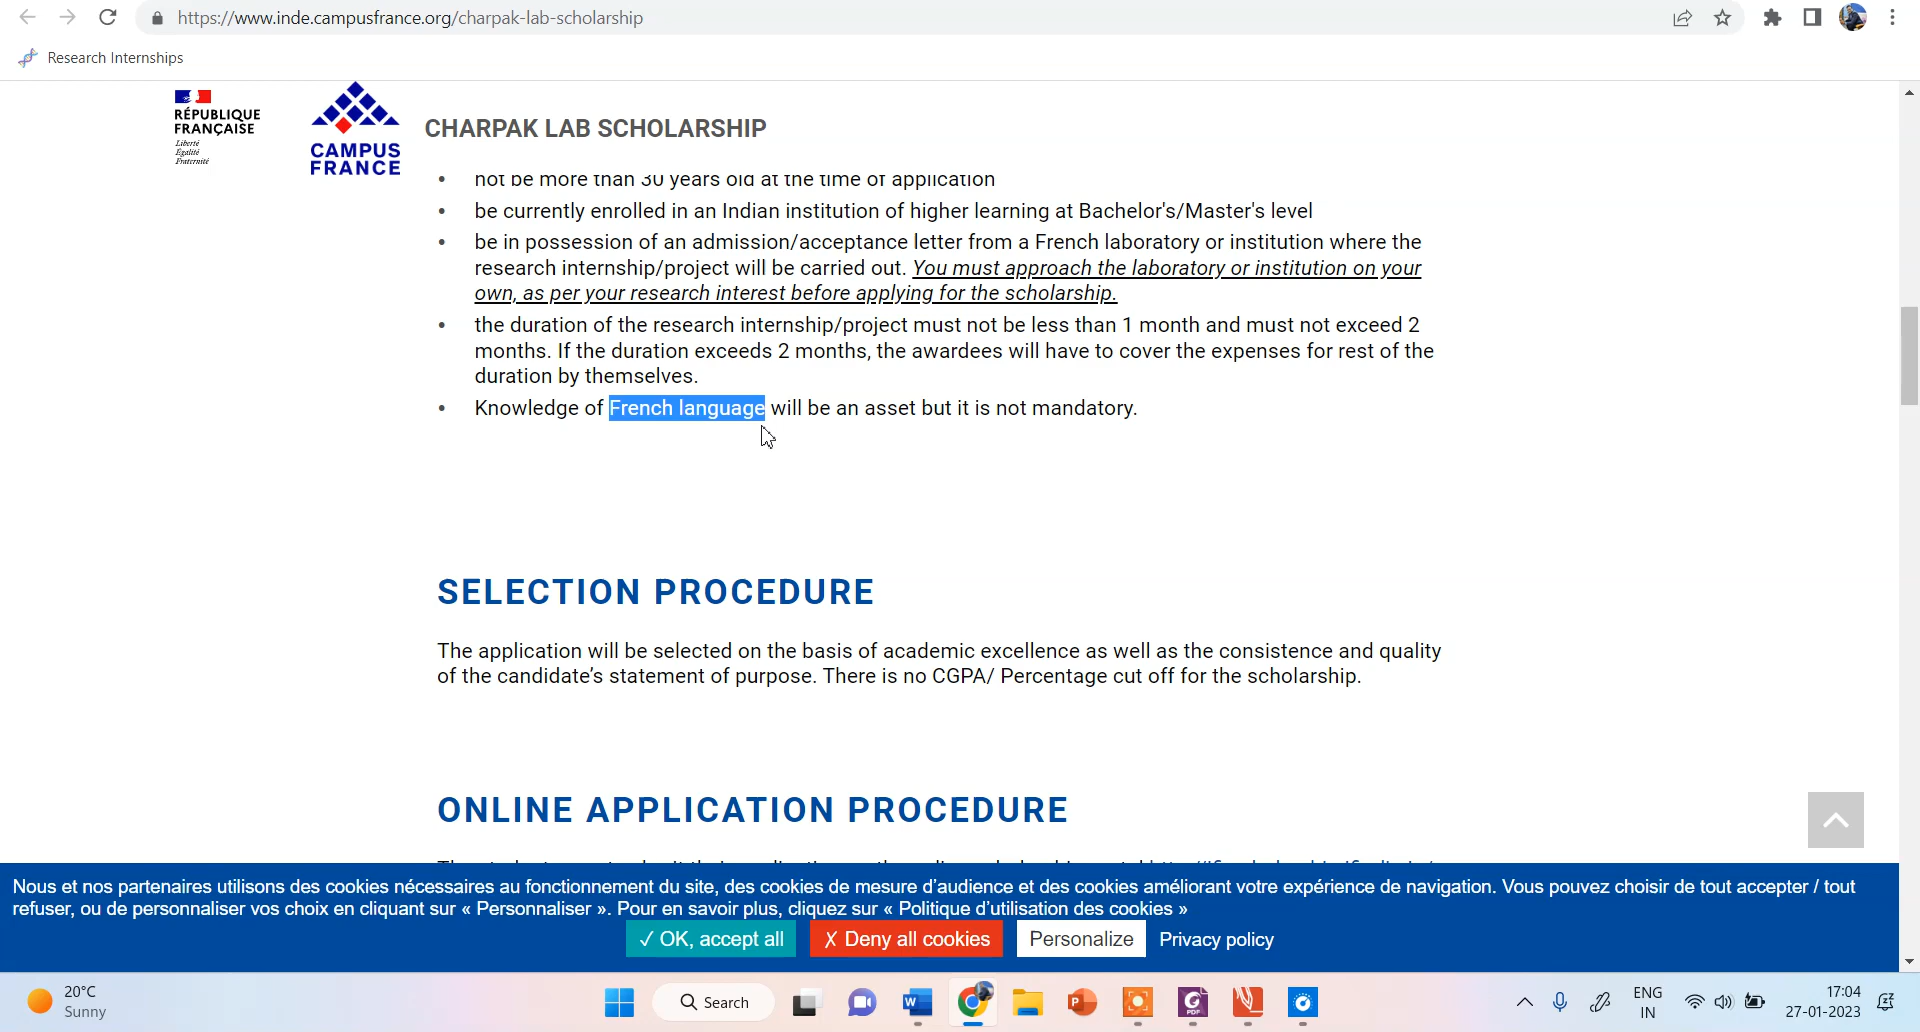 https://www.inde.campusfrance.org/charpak-lab-scholarship
Research Internships
RÉPUBLIQUE
FRANÇAISE
Liberté
Égalité
Fraternité
CAMPUS
FRANCE
CHARPAK LAB SCHOLARSHIP
• not be more than 30 years old at the time of application
• be currently enrolled in an Indian institution of higher learning at Bachelor's/Master's level
• be in possession of an admission/acceptance letter from a French laboratory or institution where the
research internship/project will be carried out. You must approach the laboratory or institution on your
own, as per your research interest before applying for the scholarship.
• the duration of the research internship/project must not be less than 1 month and must not exceed 2
months. If the duration exceeds 2 months, the awardees will have to cover the expenses for rest of the
duration by themselves.
• Knowledge of French language will be an asset but it is not mandatory.
SELECTION PROCEDURE
The application will be selected on the basis of academic excellence as well as the consistence and quality
of the candidate’s statement of purpose. There is no CGPA/ Percentage cut off for the scholarship.
ONLINE APPLICATION PROCEDURE
Nous et nos partenaires utilisons des cookies nécessaires au fonctionnement du site, des cookies de mesure d’audience et des cookies améliorant votre expérience de navigation. Vous pouvez choisir de tout accepter / tout
refuser, ou de personnaliser vos choix en cliquant sur « Personnaliser ». Pour en savoir plus, cliquez sur « Politique d’utilisation des cookies »
✓ OK, accept all ✗ Deny all cookies Personalize Privacy policy
20°C
Sunny
Search
ENG
IN
17:04
27-01-2023